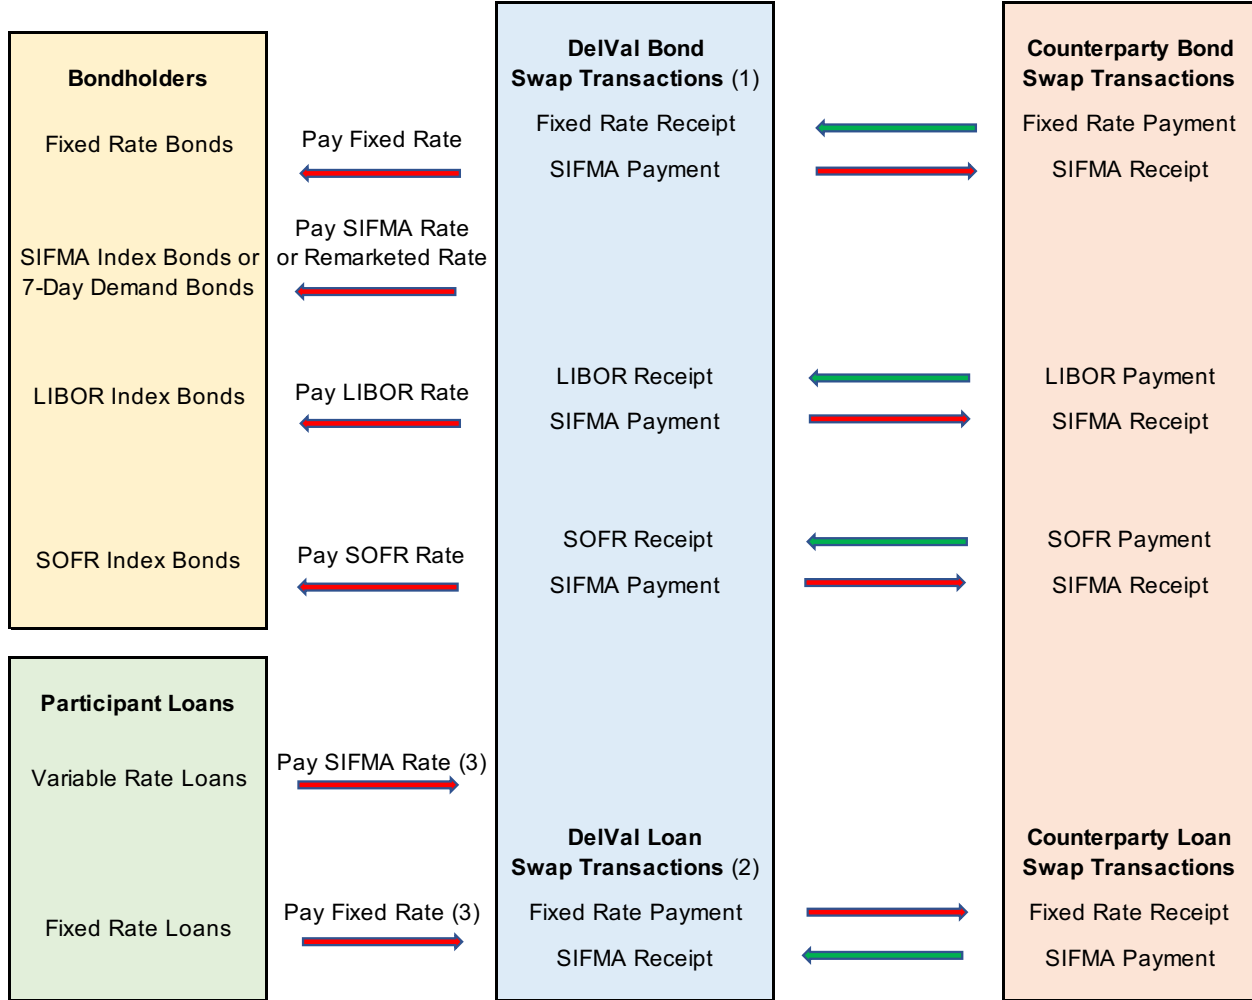 Bondholders
Fixed Rate Bonds
SIFMA Index Bonds or
7-Day Demand Bonds
LIBOR Index Bonds
SOFR Index Bonds
Pay Fixed Rate
Pay SIFMA Rate
or Remarketed Rate
Pay LIBOR Rate
Pay SOFR Rate
DelVal Bond
Swap Transactions (1)
Fixed Rate Receipt
SIFMA Payment
LIBOR Receipt
SIFMA Payment
SOFR Receipt
SIFMA Payment
Counterparty Bond
Swap Transactions
Fixed Rate Payment
SIFMA Receipt
LIBOR Payment
SIFMA Receipt
SOFR Payment
SIFMA Receipt
Participant Loans
Variable Rate Loans
Fixed Rate Loans
Pay SIFMA Rate (3)
Pay Fixed Rate (3)
DelVal Loan
Swap Transactions (2)
Fixed Rate Payment
SIFMA Receipt
Counterparty Loan
Swap Transactions
Fixed Rate Receipt
SIFMA Payment